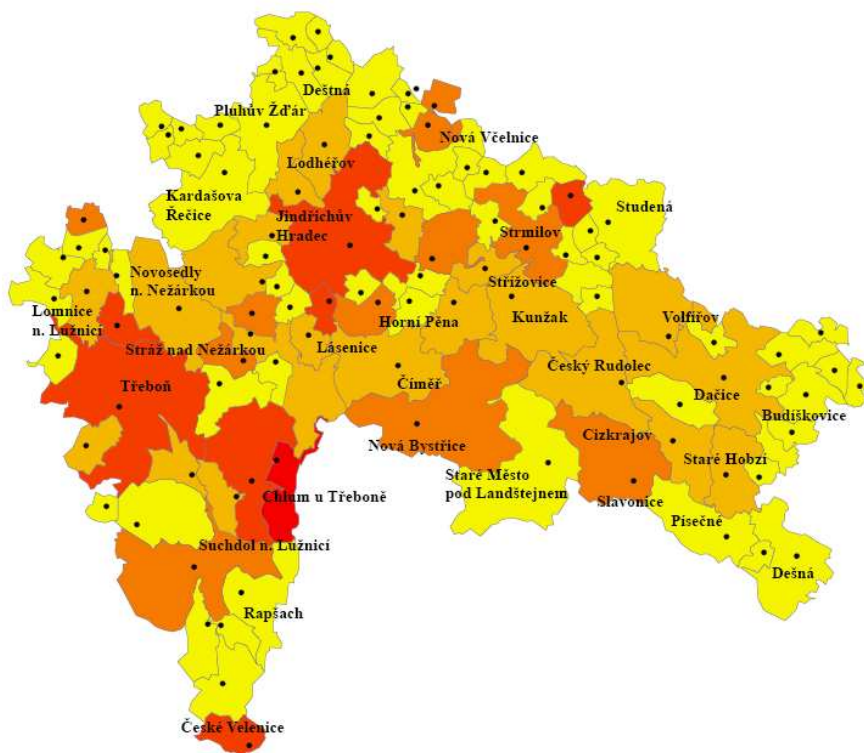 Deštná
Pluhův Žďár
Nová Včelnice
Lodhéřov
Kardašova
Řečice
Jindřichův
Hradec
Studená
Strmilov
Novosedly
n. Nežárkou
Střížovice
Lomnice
n. Lužnicí
Horní Pěna
Kunžak
Volfířov
Stráž nad Nežárkou
Lásenice
Třeboň
Číměř
Český Rudolec
Dačice
Budíškovice
Nová Bystřice
Cizkrajov
Staré Město
pod Landštejnem
Staré Hobzí
Slavonice
Chlum u Třeboně
Písečné
Suchdol n. Lužnicí
Dešná
Rapšach
České Velenice